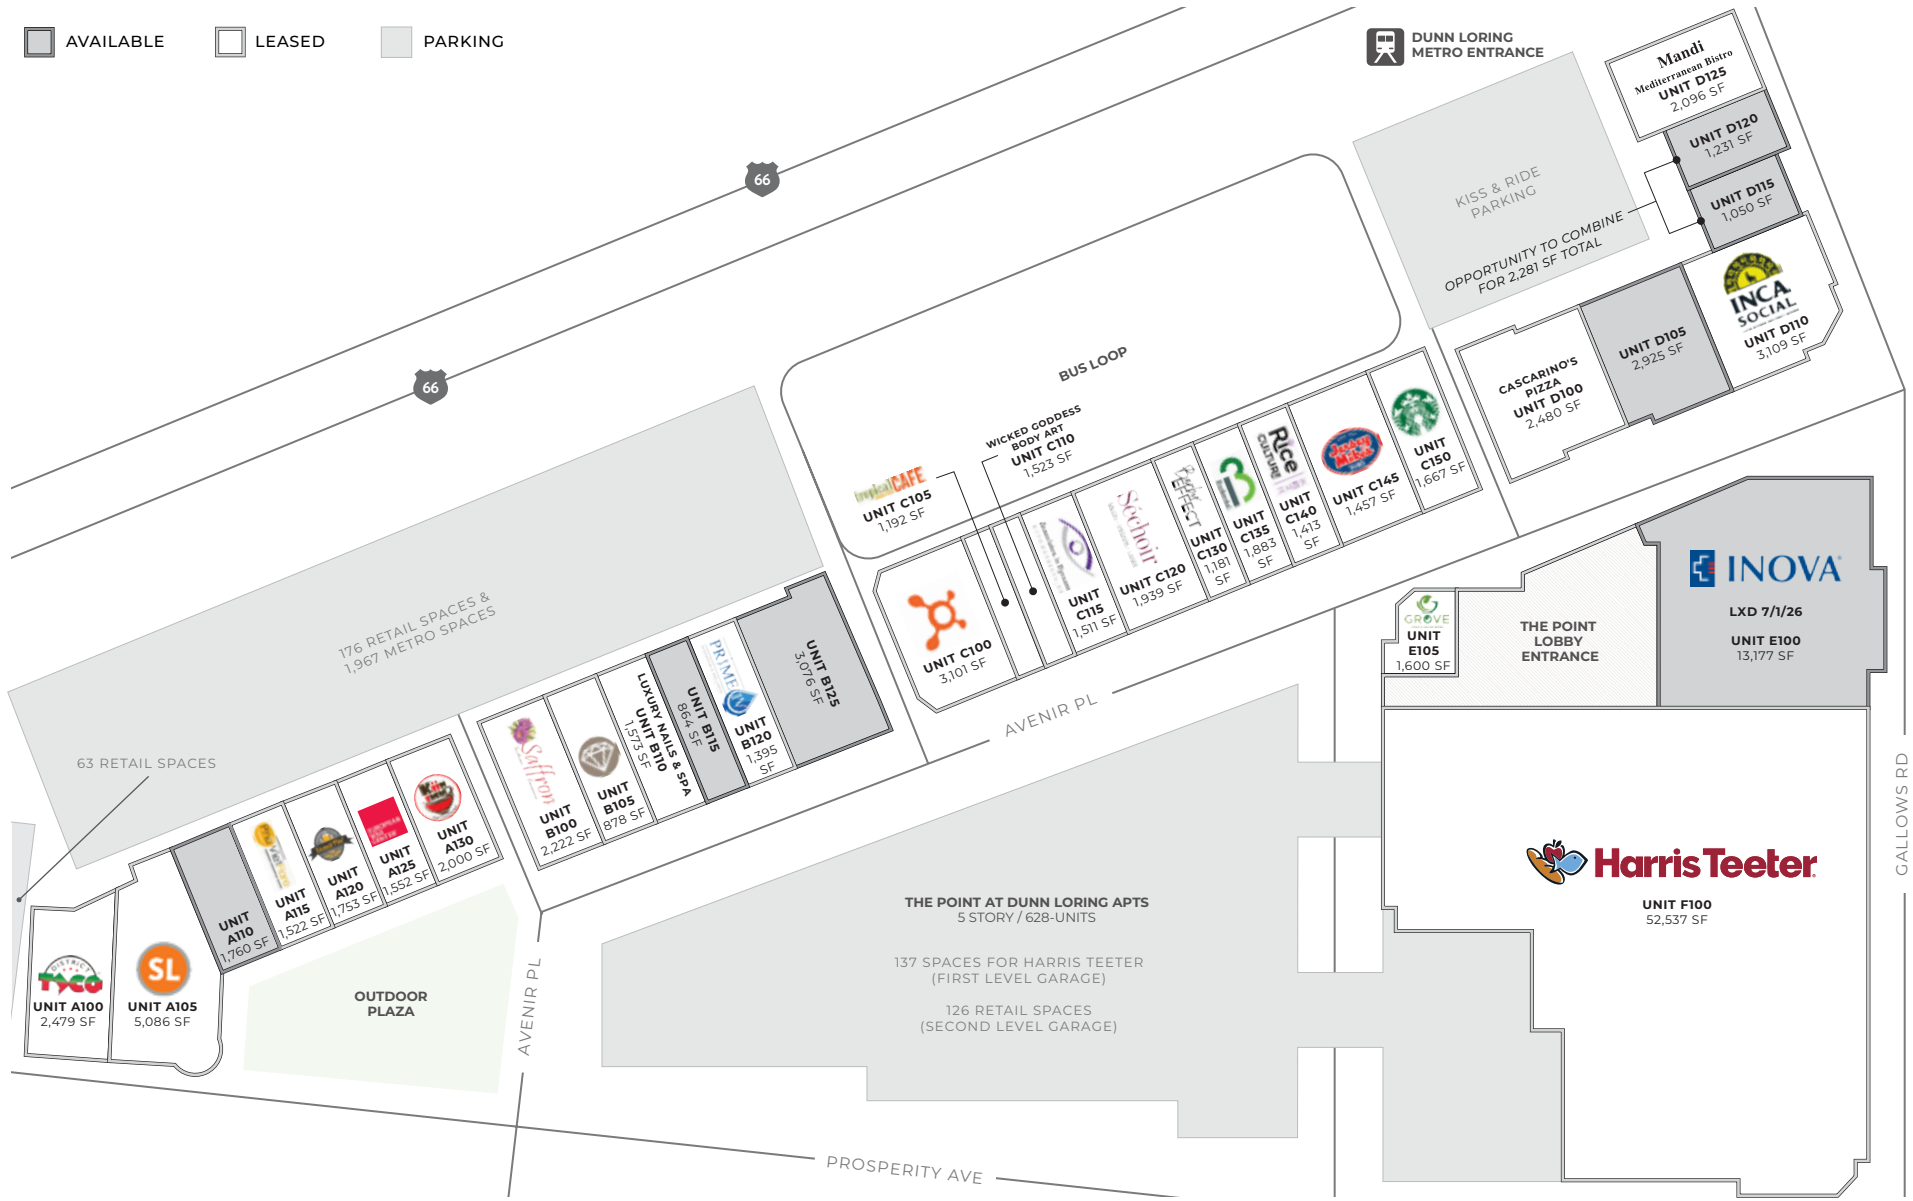 AVAILABLE
LEASED
PARKING
DUNN LORING
METRO ENTRANCE
66
66
Mandi
Mediterranean Bistro
UNIT D125
2,096 SF
UNIT D120
1,231 SF
UNIT D115
1,050 SF
KISS & RIDE
PARKING
OPPORTUNITY TO COMBINE
FOR 2,281 SF TOTAL
INCA
SOCIAL
UNIT D110
3,109 SF
UNIT D105
2,925 SF
CASCARINO'S
PIZZA
UNIT D100
2,480 SF
BUS LOOP
tropical CAFE
UNIT C105
1,192 SF
WICKED GODDESS
BODY ART
UNIT C110
1,523 SF
UNIT C100
3,101 SF
UNIT
C115
1,511 SF
Séchoir
UNIT C120
1,939 SF
EFFECT
UNIT
C130
1,181
SF
UNIT
C135
1,883
SF
Rice
CULTURE
UNIT
C140
1,413
SF
Jersey
Mike's
UNIT C145
1,457 SF
UNIT
C150
1,667 SF
176 RETAIL SPACES &
1,967 METRO SPACES
63 RETAIL SPACES
Saffron
UNIT
B100
2,222 SF
UNIT
B105
878 SF
LUXURY NAILS & SPA
UNIT B110
1,573 SF
UNIT B115
864 SF
PRIME
UNIT
B120
1,395
SF
UNIT B125
3,076 SF
DISTRICT
TACO
UNIT A100
2,479 SF
SL
UNIT A105
5,086 SF
UNIT
A110
1,760 SF
UNIT
A115
1,522 SF
UNIT
A120
1,753 SF
EUROPEAN
WAX
CENTER
UNIT
A125
1,552 SF
UNIT
A130
2,000 SF
OUTDOOR
PLAZA
AVENIR PL
AVENIR PL
PROSPERITY AVE
GALLOWS RD
THE POINT AT DUNN LORING APTS
5 STORY / 628-UNITS
137 SPACES FOR HARRIS TEETER
(FIRST LEVEL GARAGE)
126 RETAIL SPACES
(SECOND LEVEL GARAGE)
GROVE
UNIT
E105
1,600 SF
THE POINT
LOBBY
ENTRANCE
INOVA
LXD 7/1/26
UNIT E100
13,177 SF
Harris Teeter
UNIT F100
52,537 SF